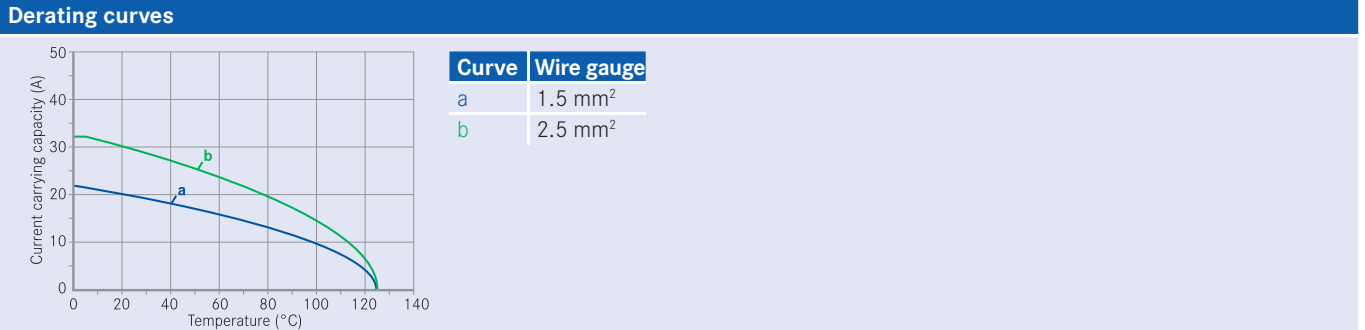 Derating curves
Current carrying capacity (A)
50
40
30
20
10
0
b
a
0 20 40 60 80 100 120 140
Temperature (°C)
Curve Wire gauge
a 1.5 mm²
b 2.5 mm²